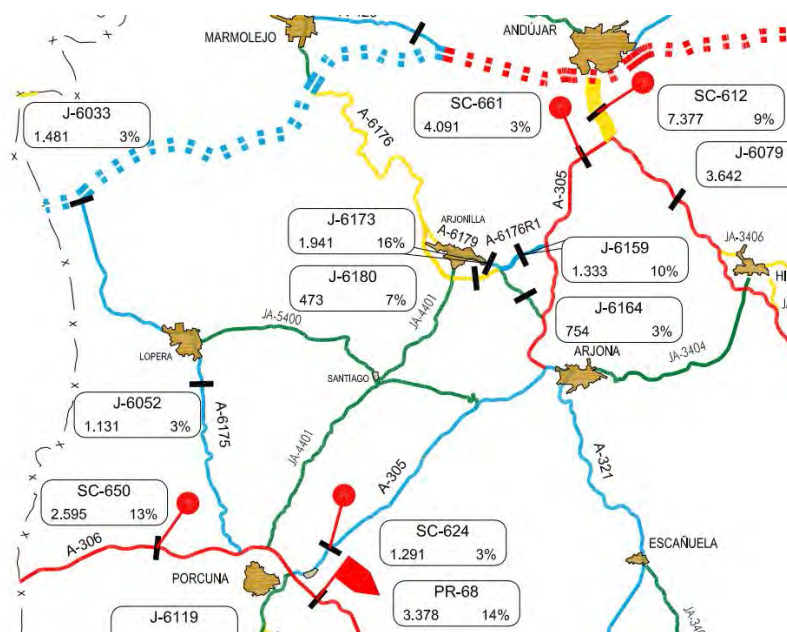 A-420
MARMOLEJO
ANDÚJAR
J-6033
1.481 3%
SC-661
4.091 3%
SC-612
7.377 9%
A-6176
A-305
J-6079
3.642
J-6173
1.941 16%
ARJONILLA
A-6179
A-6176R1
J-6159
1.333 10%
JA-3406
HI
J-6180
473 7%
JA-4401
J-6164
754 3%
JA-5400
LOPERA
SANTIAGO
ARJONA
JA-3404
J-6052
1.131 3%
A-6175
JA-4401
A-305
A-321
SC-650
2.595 13%
A-306
SC-624
1.291 3%
ESCAÑUELA
PORCUNA
PR-68
3.378 14%
J-6119